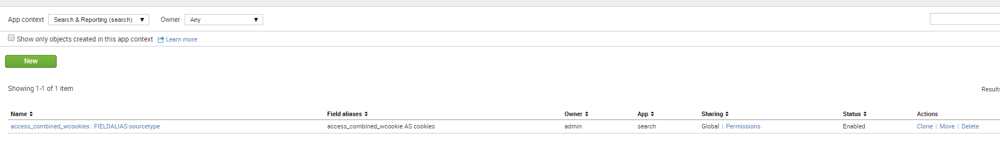 App context Search & Reporting (search) Owner Any
Show only objects created in this app context Learn more
New
Showing 1-1 of 1 item
Results
Name Field aliases Owner App Sharing Status Actions
access_combined_wcookies : FIELDALIAS-sourcetype access_combined_wcookie AS cookies admin search Global | Permissions Enabled Clone | Move | Delete